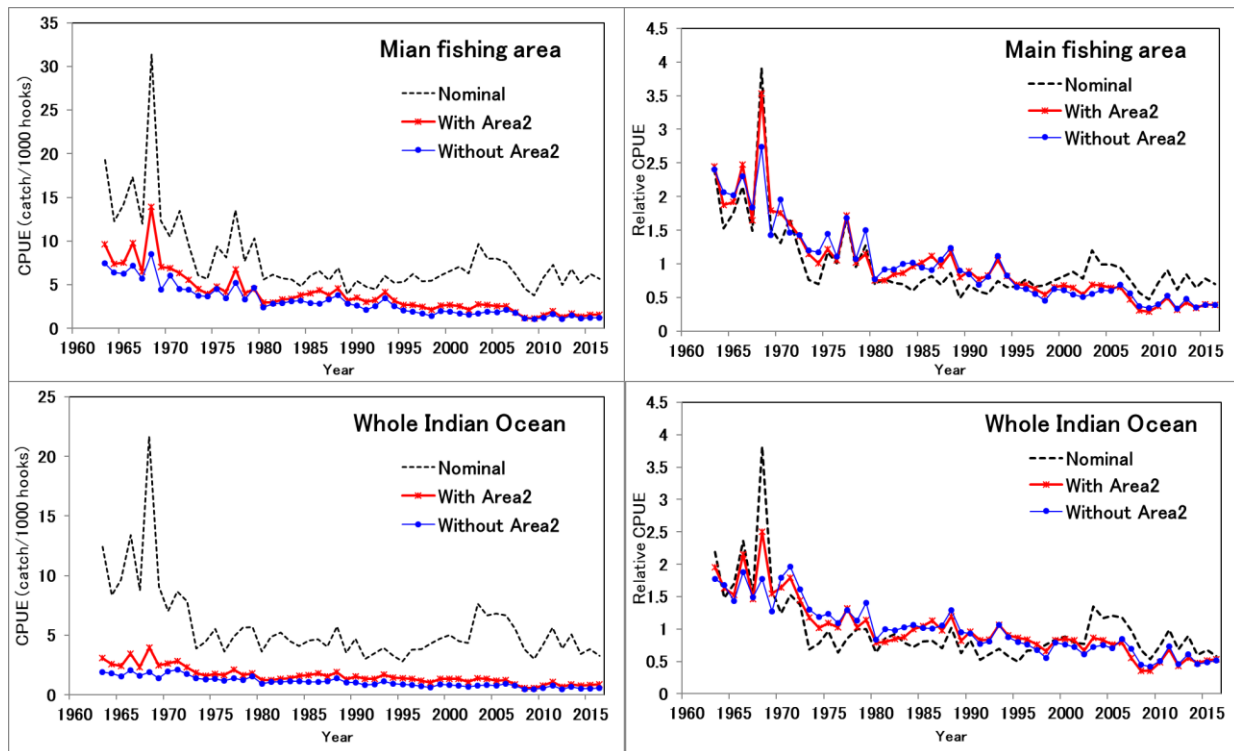 Mian fishing area
CPUE (catch/1000 hooks)
35
30
25
20
15
10
5
0
Nominal
With Area2
Without Area2
1960 1965 1970 1975 1980 1985 1990 1995 2000 2005 2010 2015
Year
Main fishing area
Relative CPUE
4.5
4
3.5
3
2.5
2
1.5
1
0.5
0
Nominal
With Area2
Without Area2
1960 1965 1970 1975 1980 1985 1990 1995 2000 2005 2010 2015
Year
Whole Indian Ocean
CPUE (catch/1000 hooks)
25
20
15
10
5
0
Nominal
With Area2
Without Area2
1960 1965 1970 1975 1980 1985 1990 1995 2000 2005 2010 2015
Year
Whole Indian Ocean
Relative CPUE
4.5
4
3.5
3
2.5
2
1.5
1
0.5
0
Nominal
With Area2
Without Area2
1960 1965 1970 1975 1980 1985 1990 1995 2000 2005 2010 2015
Year